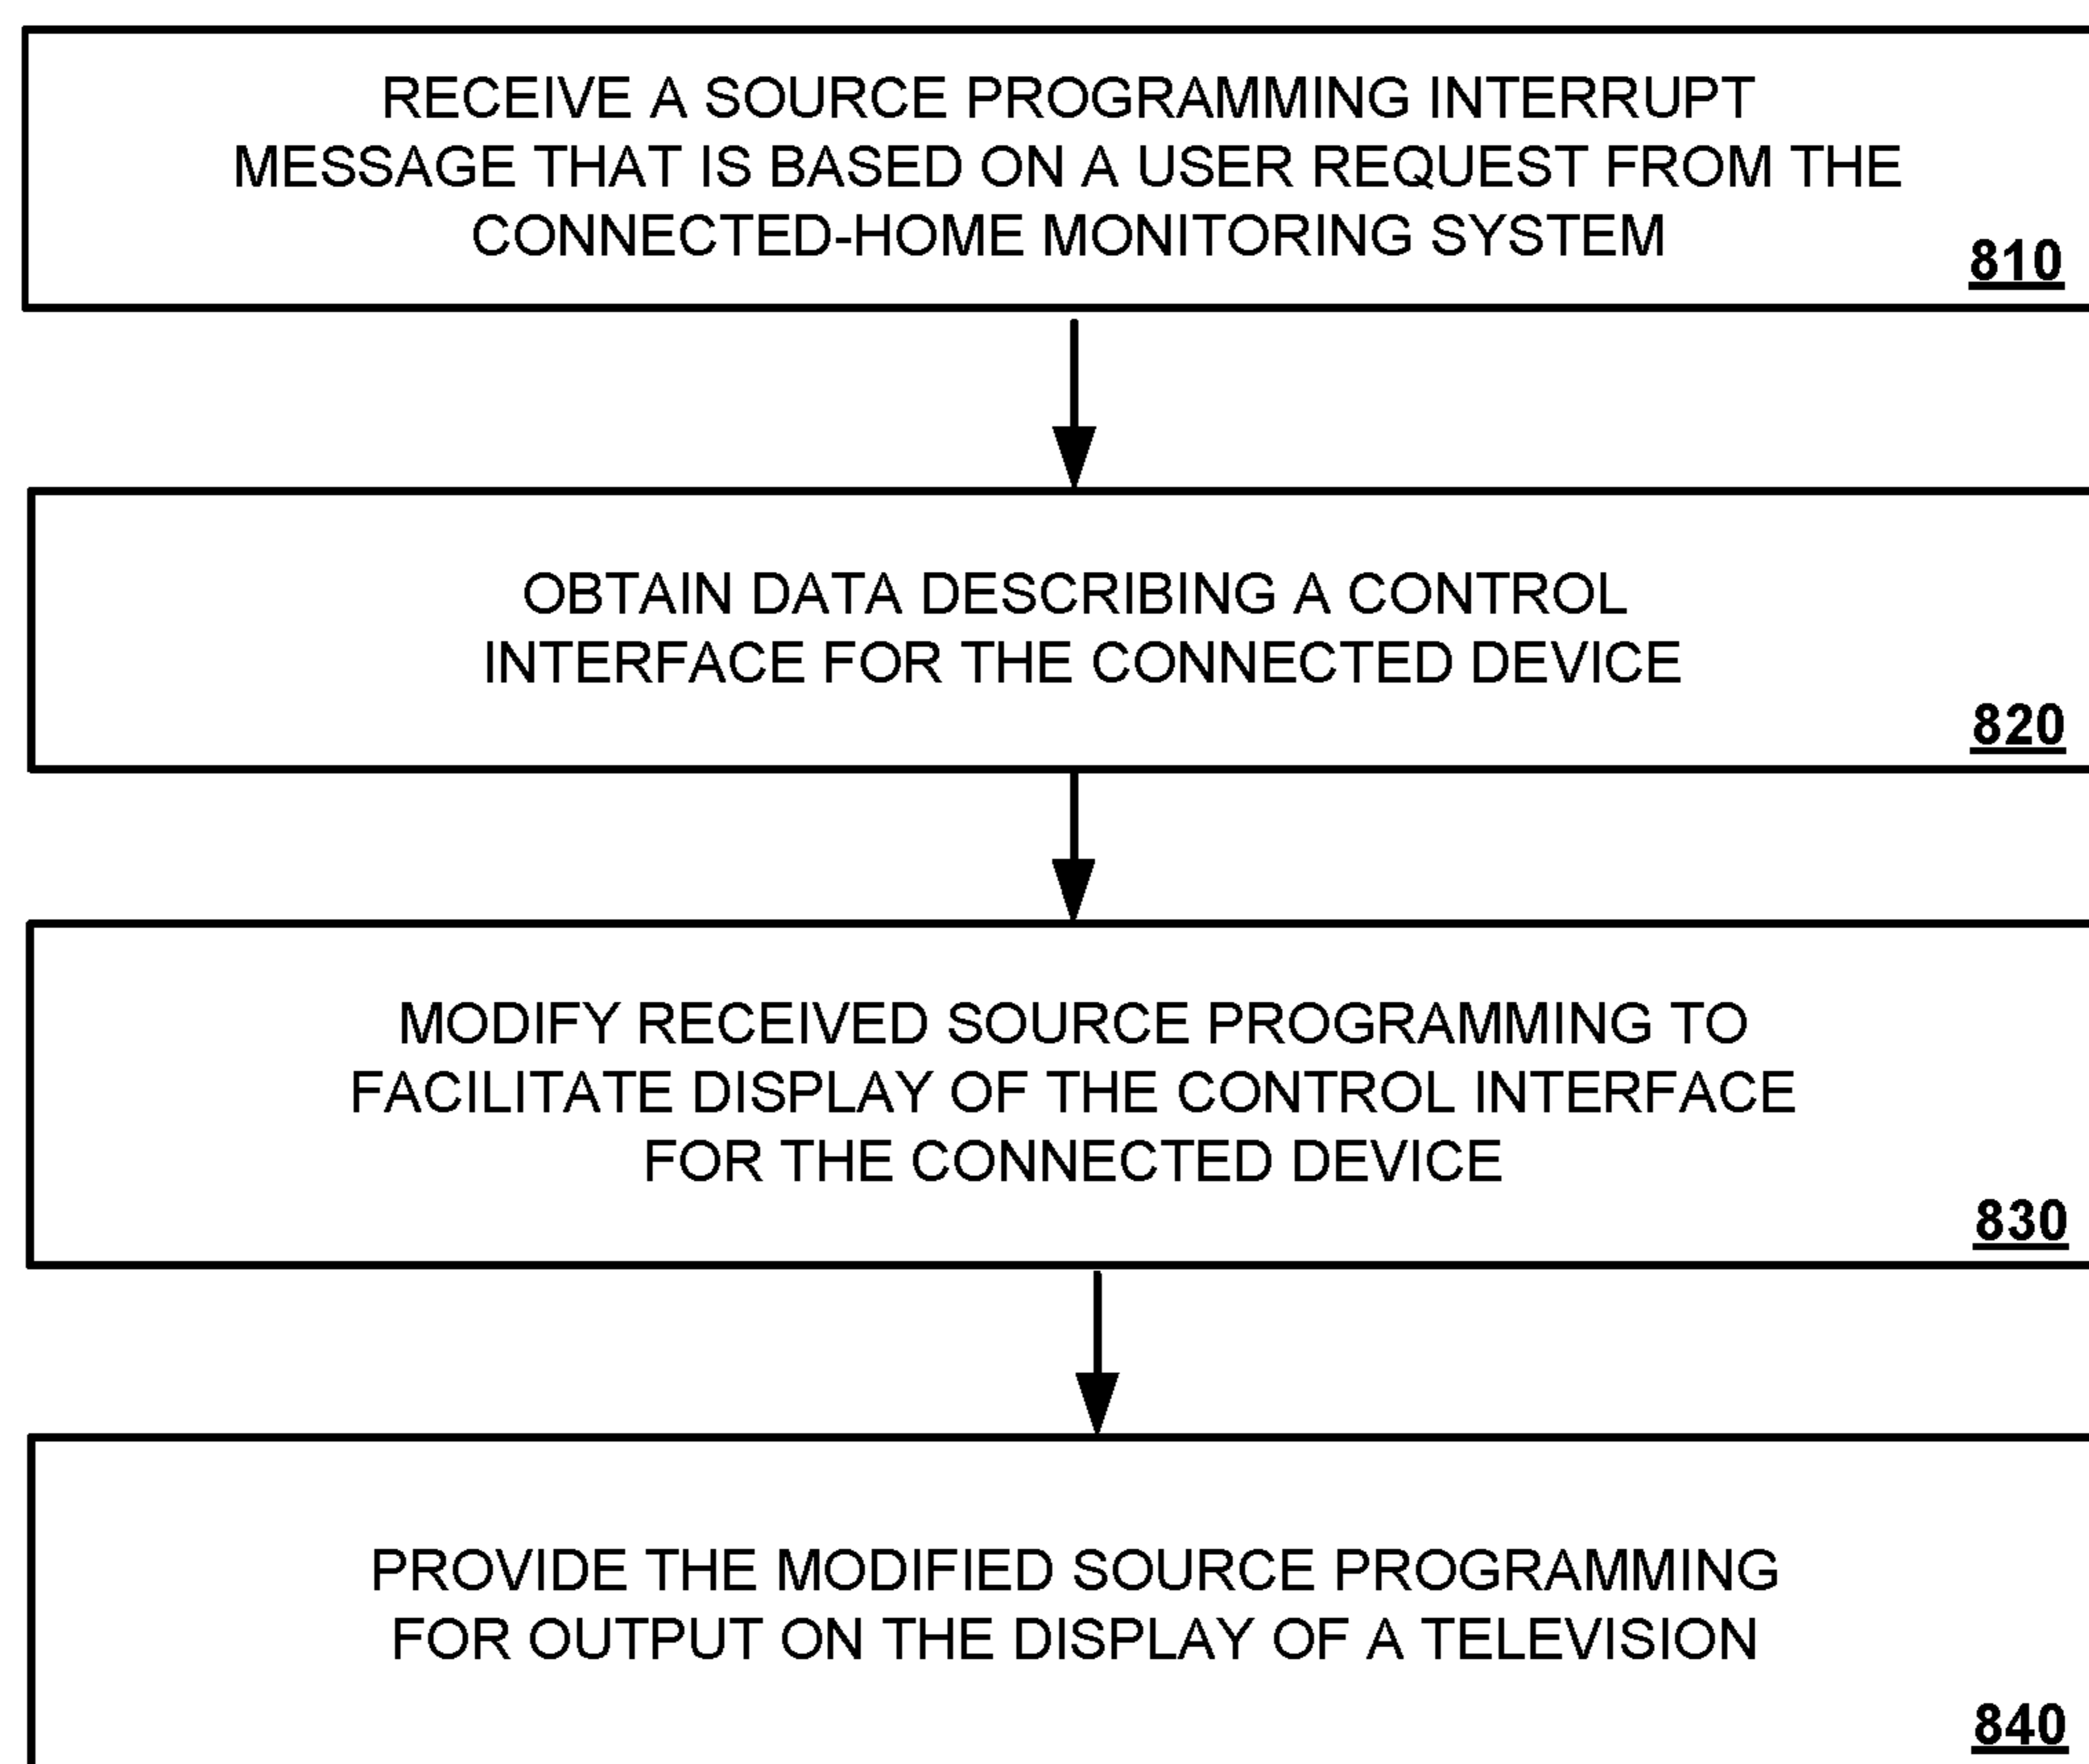 RECEIVE A SOURCE PROGRAMMING INTERRUPT
MESSAGE THAT IS BASED ON A USER REQUEST FROM THE
CONNECTED-HOME MONITORING SYSTEM
810
OBTAIN DATA DESCRIBING A CONTROL
INTERFACE FOR THE CONNECTED DEVICE
820
MODIFY RECEIVED SOURCE PROGRAMMING TO
FACILITATE DISPLAY OF THE CONTROL INTERFACE
FOR THE CONNECTED DEVICE
830
PROVIDE THE MODIFIED SOURCE PROGRAMMING
FOR OUTPUT ON THE DISPLAY OF A TELEVISION
840